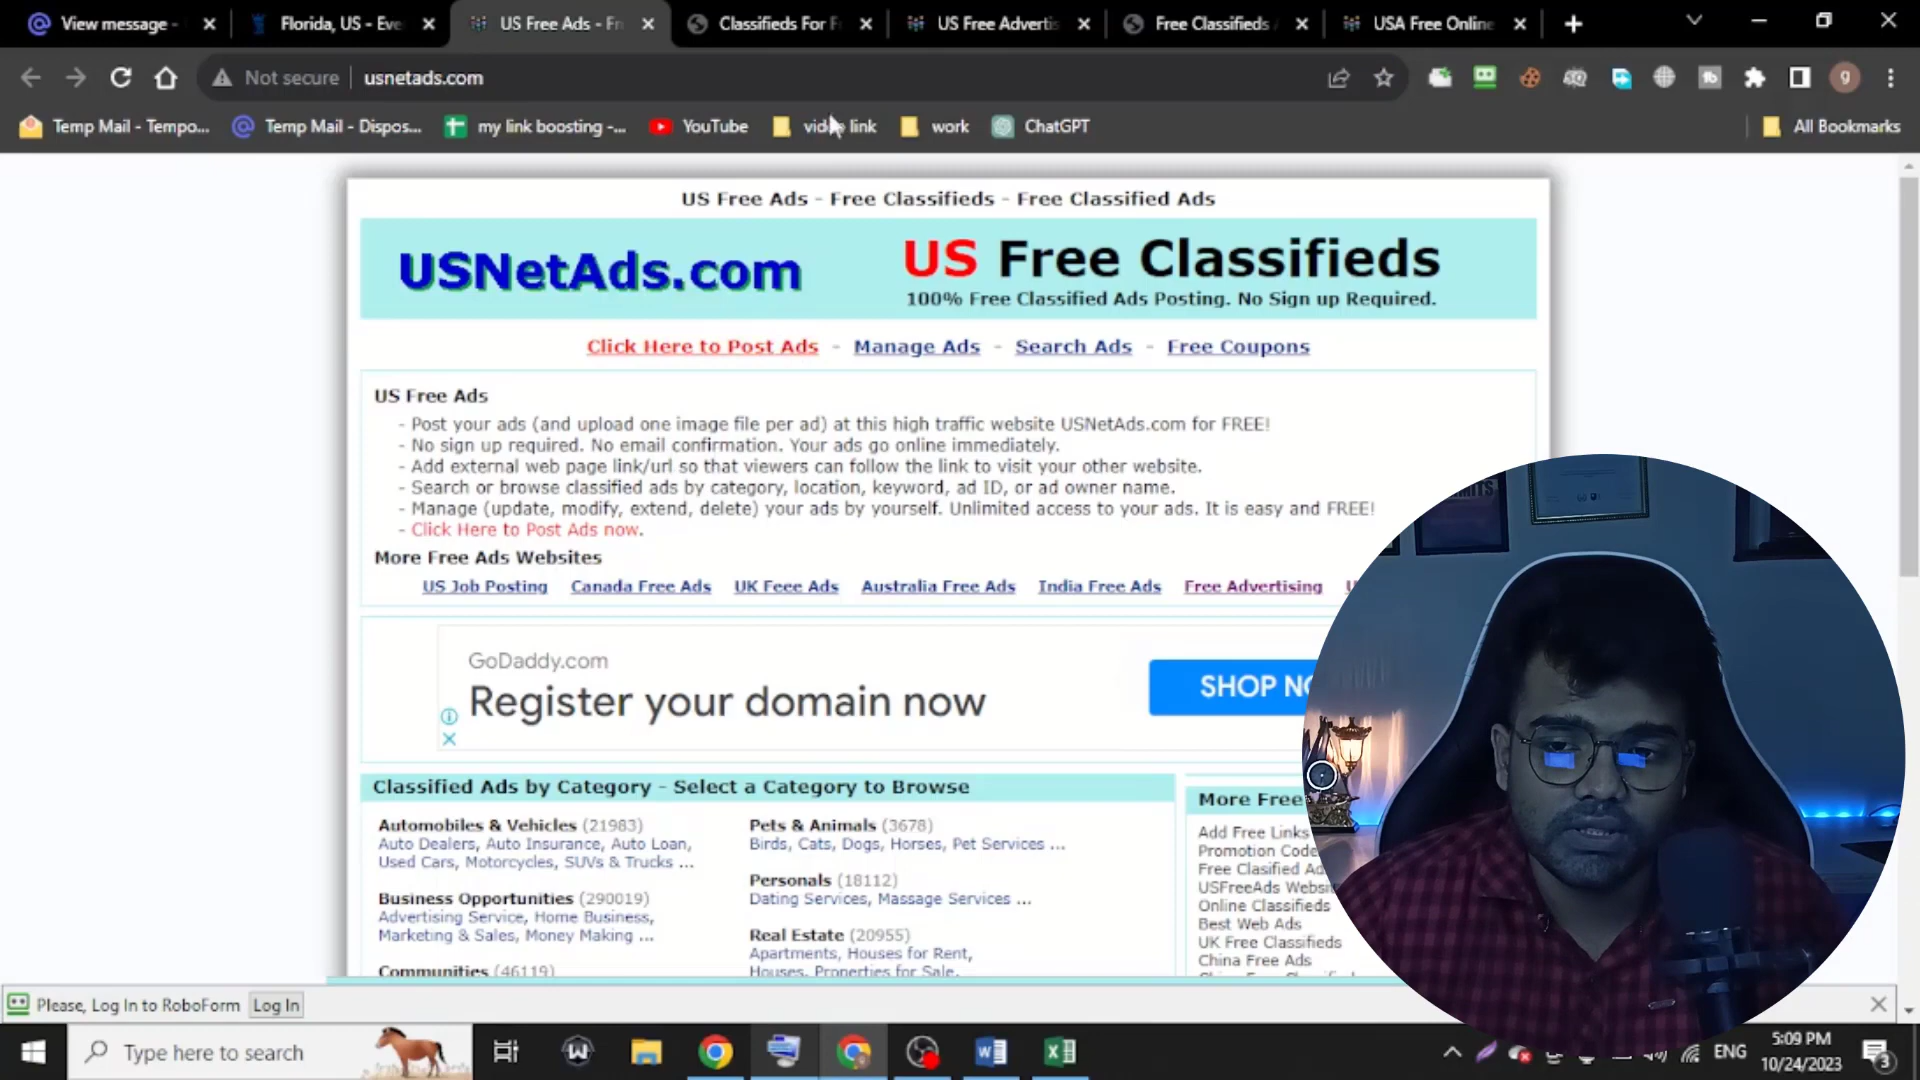 View message -
Florida, US - Eve
US Free Ads - Fr
Classifieds For F
US Free Advertis
Free Classifieds
USA Free Online
Not secure
usnetads.com
g
Temp Mail - Tempo...
Temp Mail - Dispos...
my link boosting -...
YouTube
video link
work
ChatGPT
All Bookmarks
US Free Ads - Free Classifieds - Free Classified Ads
USNetAds.com
US Free Classifieds
100% Free Classified Ads Posting. No Sign up Required.
Click Here to Post Ads - Manage Ads - Search Ads - Free Coupons
US Free Ads
- Post your ads (and upload one image file per ad) at this high traffic website USNetAds.com for FREE!
- No sign up required. No email confirmation. Your ads go online immediately.
- Add external web page link/url so that viewers can follow the link to visit your other website.
- Search or browse classified ads by category, location, keyword, ad ID, or ad owner name.
- Manage (update, modify, extend, delete) your ads by yourself. Unlimited access to your ads. It is easy and FREE!
- Click Here to Post Ads now.
More Free Ads Websites
US Job Posting Canada Free Ads UK Feee Ads Australia Free Ads India Free Ads Free Advertising
GoDaddy.com
Register your domain now
SHOP NO
Classified Ads by Category - Select a Category to Browse
Automobiles & Vehicles (21983)
Auto Dealers, Auto Insurance, Auto Loan,
Used Cars, Motorcycles, SUVs & Trucks ...
Business Opportunities (290019)
Advertising Service, Home Business,
Marketing & Sales, Money Making ...
Communities (46119)
Pets & Animals (3678)
Birds, Cats, Dogs, Horses, Pet Services ...
Personals (18112)
Dating Services, Massage Services ...
Real Estate (20955)
Apartments, Houses for Rent,
Houses, Properties for Sale,
More Free
Add Free Links
Promotion Code
Free Clasified Ad
USFreeAds Websi
Online Classifieds
Best Web Ads
UK Free Classifieds
China Free Ads
Please, Log In to RoboForm
Log In
Type here to search
ENG
5:09 PM
10/24/2023
3